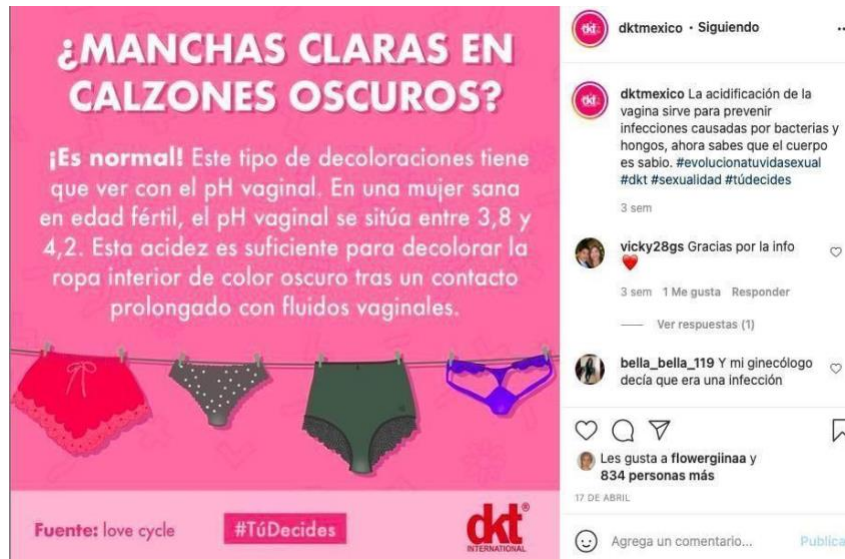 ¿MANCHAS CLARAS EN
CALZONES OSCUROS?
¡Es normal! Este tipo de decoloraciones tiene
que ver con el pH vaginal. En una mujer sana
en edad fértil, el pH vaginal se sitúa entre 3,8 y
4,2. Esta acidez es suficiente para decolorar la
ropa interior de color oscuro tras un contacto
prolongado con fluidos vaginales.
Fuente: love cycle
#TúDecides
dkt®
INTERNATIONAL
dkt
dktmexico • Siguiendo
dkt
dktmexico La acidificación de la
vagina sirve para prevenir
infecciones causadas por bacterias y
hongos, ahora sabes que el cuerpo
es sabio. #evolucionatuvidasexual
#dkt #sexualidad #túdecides
3 sem
vicky28gs Gracias por la info
3 sem 1 Me gusta Responder
Ver respuestas (1)
bella_bella_119 Y mi ginecólogo
decía que era una infección
Les gusta a flowergiinaa y
834 personas más
17 DE ABRIL
Agrega un comentario... Publica